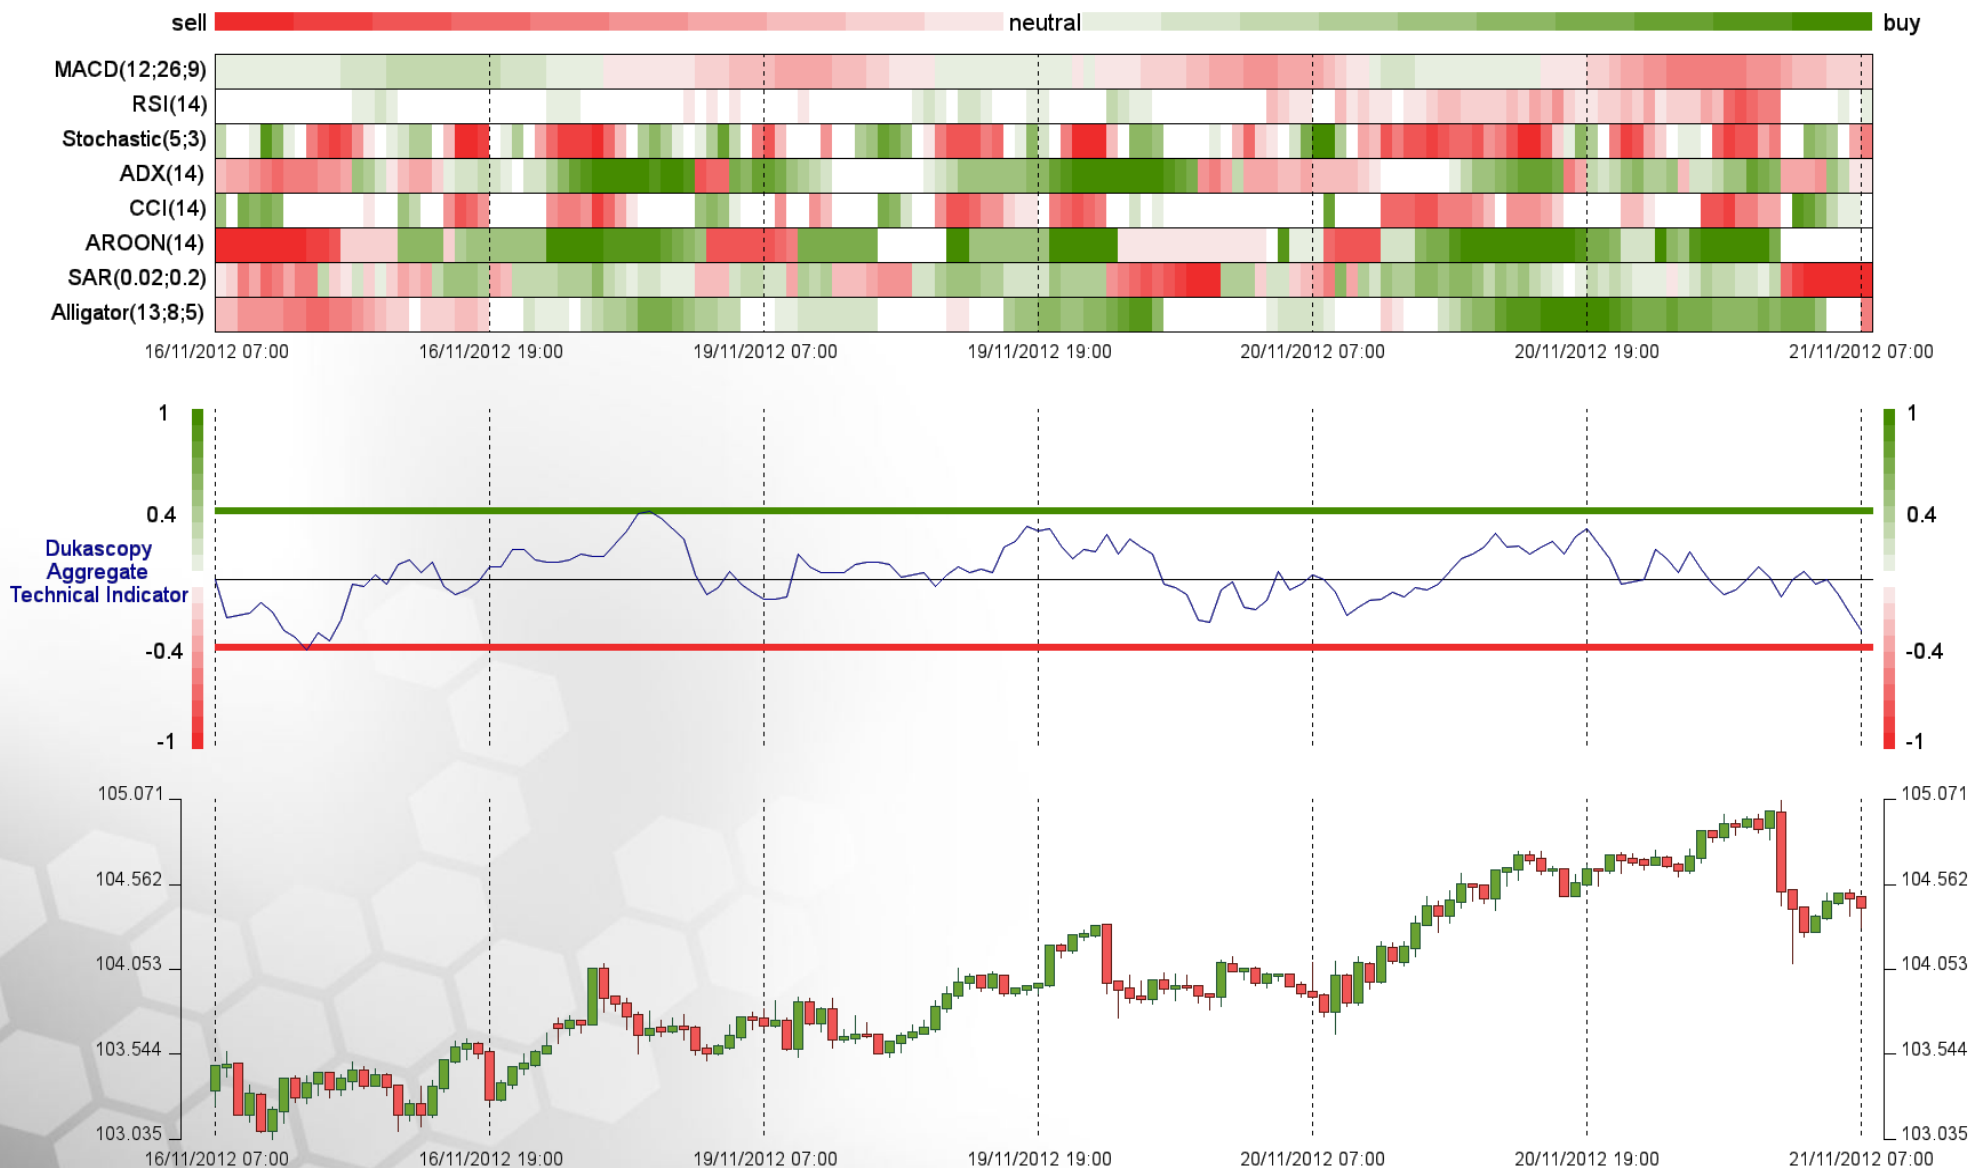 sell neutral buy
MACD(12;26;9)
RSI(14)
Stochastic(5;3)
ADX(14)
CCI(14)
AROON(14)
SAR(0.02;0.2)
Alligator(13;8;5)
16/11/2012 07:00 16/11/2012 19:00 19/11/2012 07:00 19/11/2012 19:00 20/11/2012 07:00 20/11/2012 19:00 21/11/2012 07:00
1 1
0.4 0.4
Dukascopy
Aggregate
Technical Indicator
-0.4 -0.4
-1 -1
105.071 105.071
104.562 104.562
104.053 104.053
103.544 103.544
103.035 103.035
16/11/2012 07:00 16/11/2012 19:00 19/11/2012 07:00 19/11/2012 19:00 20/11/2012 07:00 20/11/2012 19:00 21/11/2012 07:00